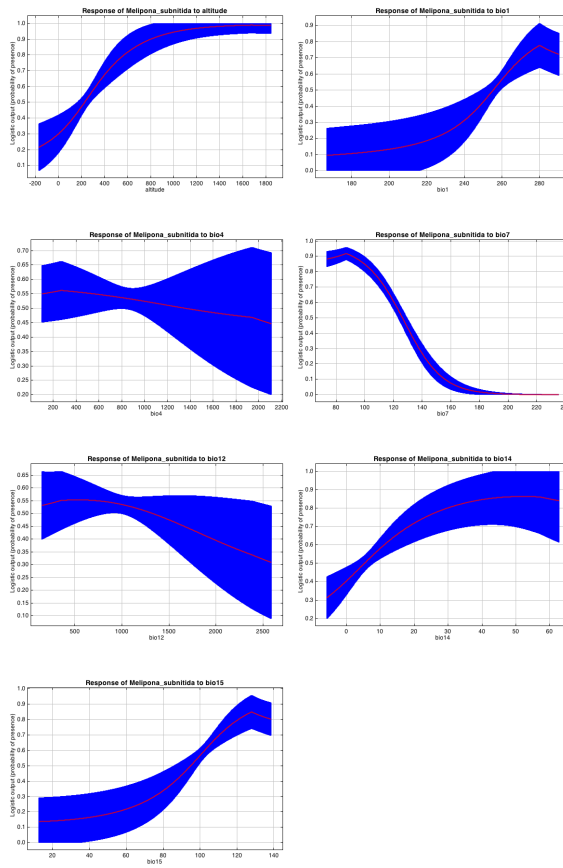 Response of Melipona_subnitida to altitude
Logistic output (probability of presence)
1.0
0.9
0.8
0.7
0.6
0.5
0.4
0.3
0.2
0.1
-200 0 200 400 600 800 1000 1200 1400 1600 1800
altitude
Response of Melipona_subnitida to bio1
Logistic output (probability of presence)
1.0
0.9
0.8
0.7
0.6
0.5
0.4
0.3
0.2
0.1
0.0
180 200 220 240 260 280
bio1
Response of Melipona_subnitida to bio4
Logistic output (probability of presence)
0.70
0.65
0.60
0.55
0.50
0.45
0.40
0.35
0.30
0.25
0.20
200 400 600 800 1000 1200 1400 1600 1800 2000 2200
bio4
Response of Melipona_subnitida to bio7
Logistic output (probability of presence)
1.0
0.9
0.8
0.7
0.6
0.5
0.4
0.3
0.2
0.1
0.0
80 100 120 140 160 180 200 220
bio7
Response of Melipona_subnitida to bio12
Logistic output (probability of presence)
0.65
0.60
0.55
0.50
0.45
0.40
0.35
0.30
0.25
0.20
0.15
0.10
500 1000 1500 2000 2500
bio12
Response of Melipona_subnitida to bio14
Logistic output (probability of presence)
1.0
0.9
0.8
0.7
0.6
0.5
0.4
0.3
0.2
0 10 20 30 40 50 60
bio14
Response of Melipona_subnitida to bio15
Logistic output (probability of presence)
1.0
0.9
0.8
0.7
0.6
0.5
0.4
0.3
0.2
0.1
0.0
20 40 60 80 100 120 140
bio15